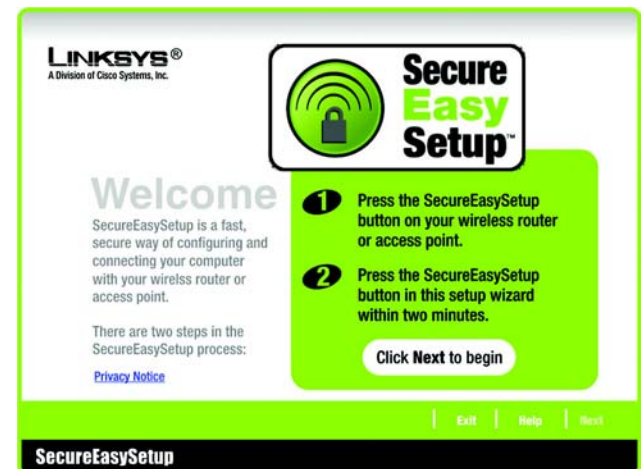 LINKSYS®
A Division of Cisco Systems, Inc.
Secure
Easy
Setup™
Welcome
SecureEasySetup is a fast,
secure way of configuring and
connecting your computer
with your wirelss router or
access point.
There are two steps in the
SecureEasySetup process:
Privacy Notice
1 Press the SecureEasySetup
button on your wireless router
or access point.
2 Press the SecureEasySetup
button in this setup wizard
within two minutes.
Click Next to begin
Exit Help Next
SecureEasySetup